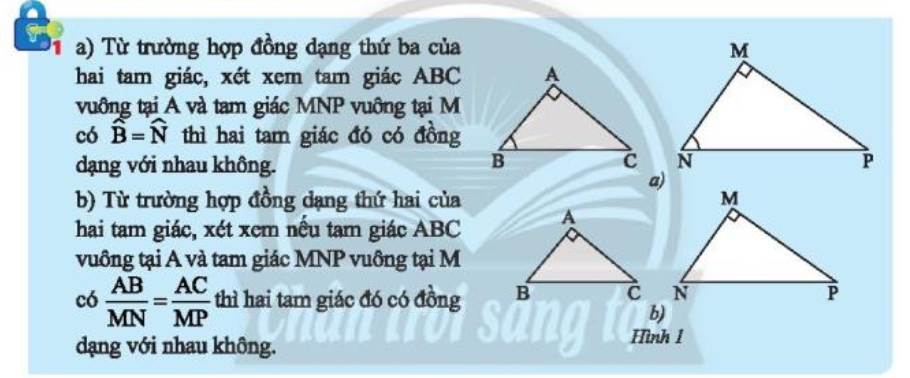 1
a) Từ trường hợp đồng dạng thứ ba của
hai tam giác, xét xem tam giác ABC
vuông tại A và tam giác MNP vuông tại M
có B̂ = N̂ thì hai tam giác đó có đồng
dạng với nhau không.
b) Từ trường hợp đồng dạng thứ hai của
hai tam giác, xét xem nếu tam giác ABC
vuông tại A và tam giác MNP vuông tại M
có AB/MN = AC/MP thì hai tam giác đó có đồng
dạng với nhau không.
A
B
C
M
N
P
a)
A
B
C
M
N
P
b)
Hình 1
Chân trời sáng tạo